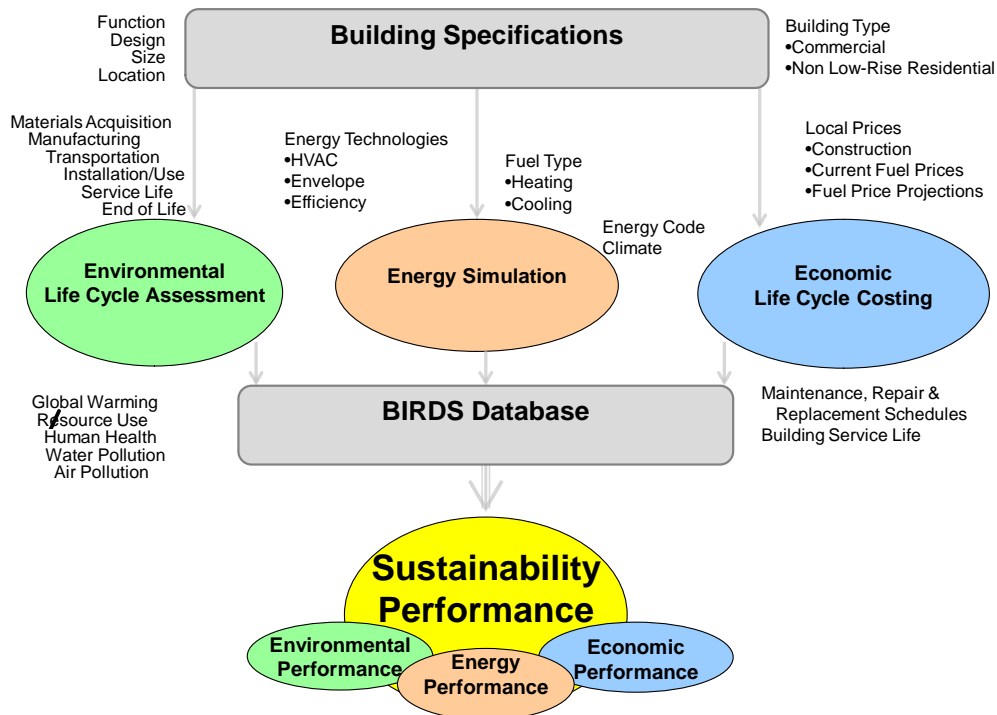 Function
Design
Size
Location
Building Specifications
Building Type
•Commercial
•Non Low-Rise Residential
Materials Acquisition
Manufacturing
Transportation
Installation/Use
Service Life
End of Life
Energy Technologies
•HVAC
•Envelope
•Efficiency
Fuel Type
•Heating
•Cooling
Energy Code
Climate
Local Prices
•Construction
•Current Fuel Prices
•Fuel Price Projections
Environmental
Life Cycle Assessment
Energy Simulation
Economic
Life Cycle Costing
Global Warming
Resource Use
Human Health
Water Pollution
Air Pollution
BIRDS Database
Maintenance, Repair &
Replacement Schedules
Building Service Life
Sustainability
Performance
Environmental
Performance
Energy
Performance
Economic
Performance